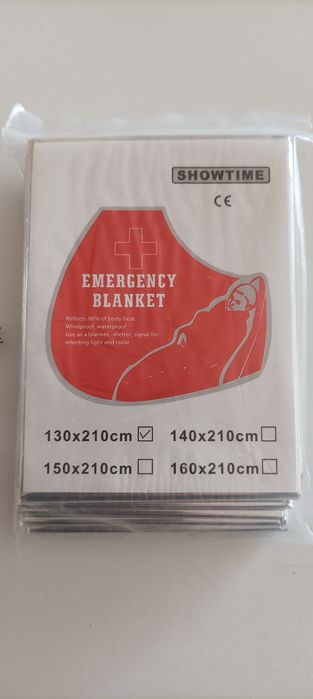 SHOWTIME
CE
EMERGENCY
BLANKET
Reflects 90% of body heat
Windproof, waterproof
Use as a blanket, shelter, signal for
relecting light and radar
130x210cm ☑ 140x210cm ☐
150x210cm ☐ 160x210cm ☐